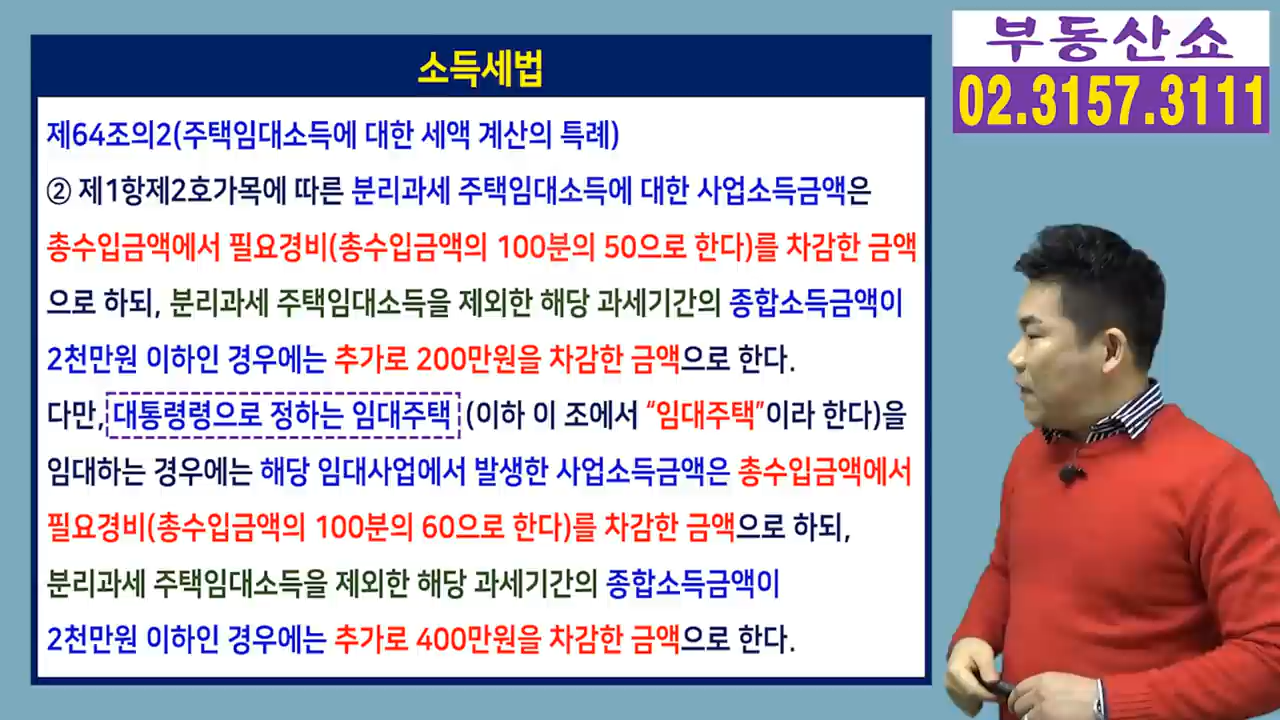 소득세법
부동산쇼
02.3157.3111
제64조의2(주택임대소득에 대한 세액 계산의 특례)
② 제1항제2호가목에 따른 분리과세 주택임대소득에 대한 사업소득금액은
총수입금액에서 필요경비(총수입금액의 100분의 50으로 한다)를 차감한 금액
으로 하되, 분리과세 주택임대소득을 제외한 해당 과세기간의 종합소득금액이
2천만원 이하인 경우에는 추가로 200만원을 차감한 금액으로 한다.
다만, 대통령령으로 정하는 임대주택 (이하 이 조에서 “임대주택”이라 한다)을
임대하는 경우에는 해당 임대사업에서 발생한 사업소득금액은 총수입금액에서
필요경비(총수입금액의 100분의 60으로 한다)를 차감한 금액으로 하되,
분리과세 주택임대소득을 제외한 해당 과세기간의 종합소득금액이
2천만원 이하인 경우에는 추가로 400만원을 차감한 금액으로 한다.